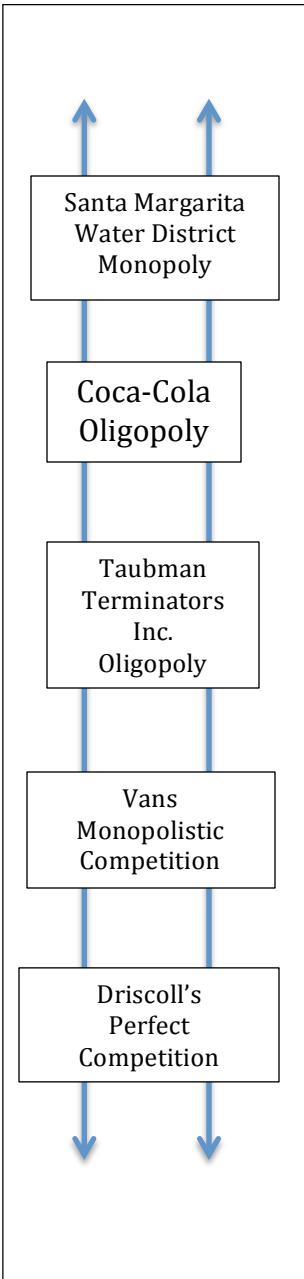 Santa Margarita
Water District
Monopoly
Coca-Cola
Oligopoly
Taubman
Terminators
Inc.
Oligopoly
Vans
Monopolistic
Competition
Driscoll’s
Perfect
Competition